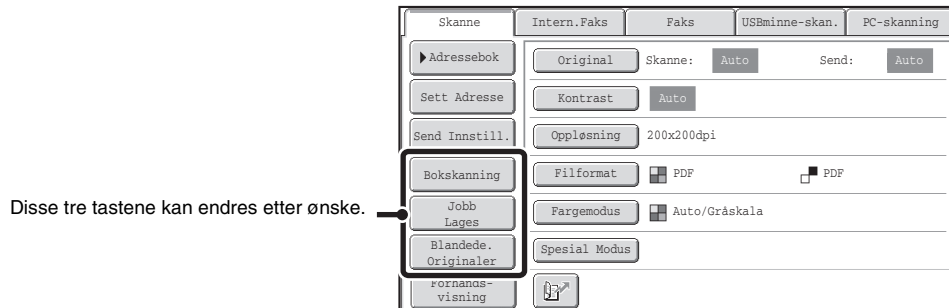 Skanne Intern.Faks Faks USBminne-skan. PC-skanning
Adressebok Original Skanne: Auto Send: Auto
Sett Adresse Kontrast Auto
Send Innstill. Oppløsning 200x200dpi
Bokskanning Filformat PDF PDF
Disse tre tastene kan endres etter ønske.
Jobb
Lages
Fargemodus Auto/Gråskala
Blandede.
Originaler
Spesial Modus
Forhånds-
visning